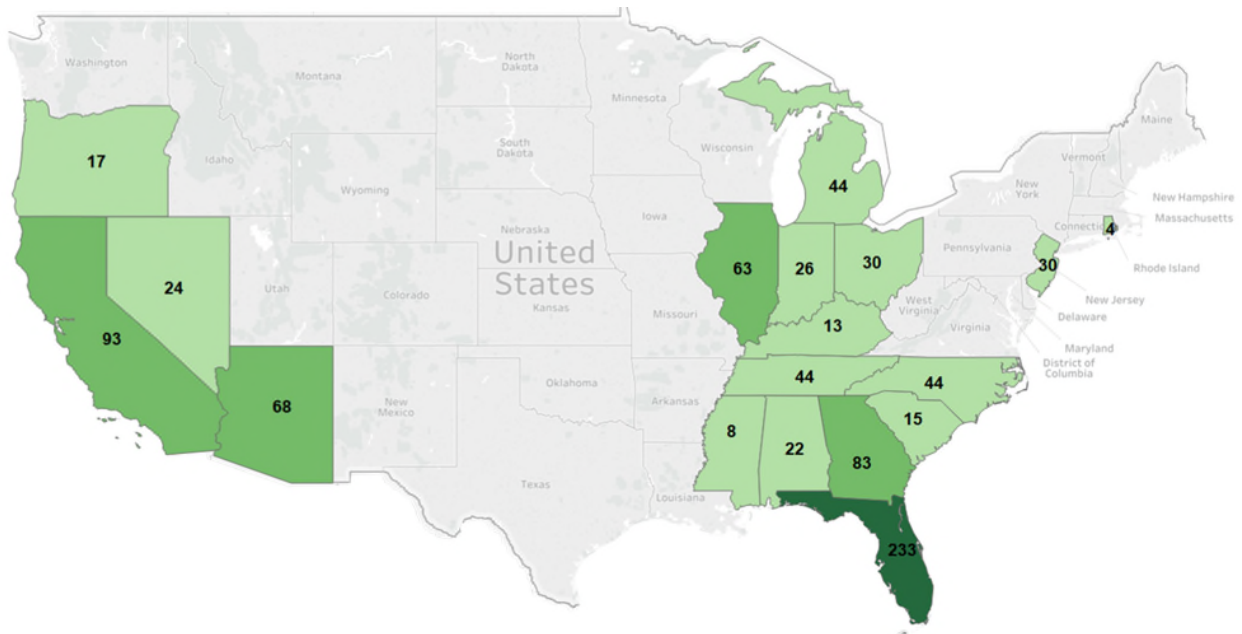 Washington
Montana
North
Dakota
Minnesota
Maine
South
Dakota
Wisconsin
Vermont
17
Idaho
Wyoming
44
New
York
New Hampshire
Massachusetts
Iowa
Connectic
4
Nebraska
Pennsylvania
United
States
63
26
30
30
Rhode Island
24
Utah
Colorado
Kansas
Missouri
West
Virginia
New Jersey
Delaware
93
13
Virginia
Maryland
District of
Columbia
68
New
Mexico
Oklahoma
Arkansas
44
44
8
22
83
15
Texas
Louisiana
233